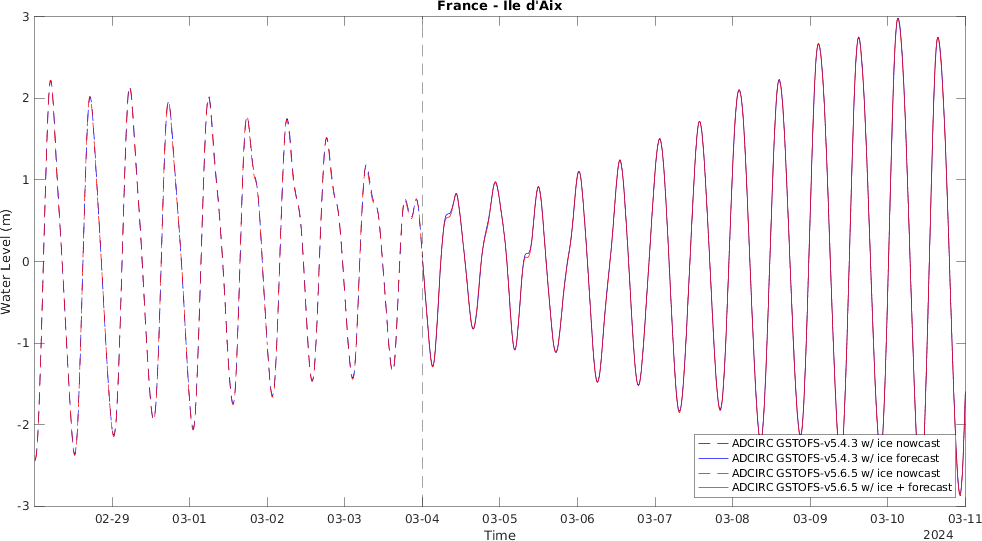 France - Ile d'Aix
3
2
1
0
-1
-2
-3
Water Level (m)
02-29 03-01 03-02 03-03 03-04 03-05 03-06 03-07 03-08 03-09 03-10 03-11
Time
2024
ADCIRC GSTOFS-v5.4.3 w/ ice nowcast
ADCIRC GSTOFS-v5.4.3 w/ ice forecast
ADCIRC GSTOFS-v5.6.5 w/ ice nowcast
ADCIRC GSTOFS-v5.6.5 w/ ice + forecast